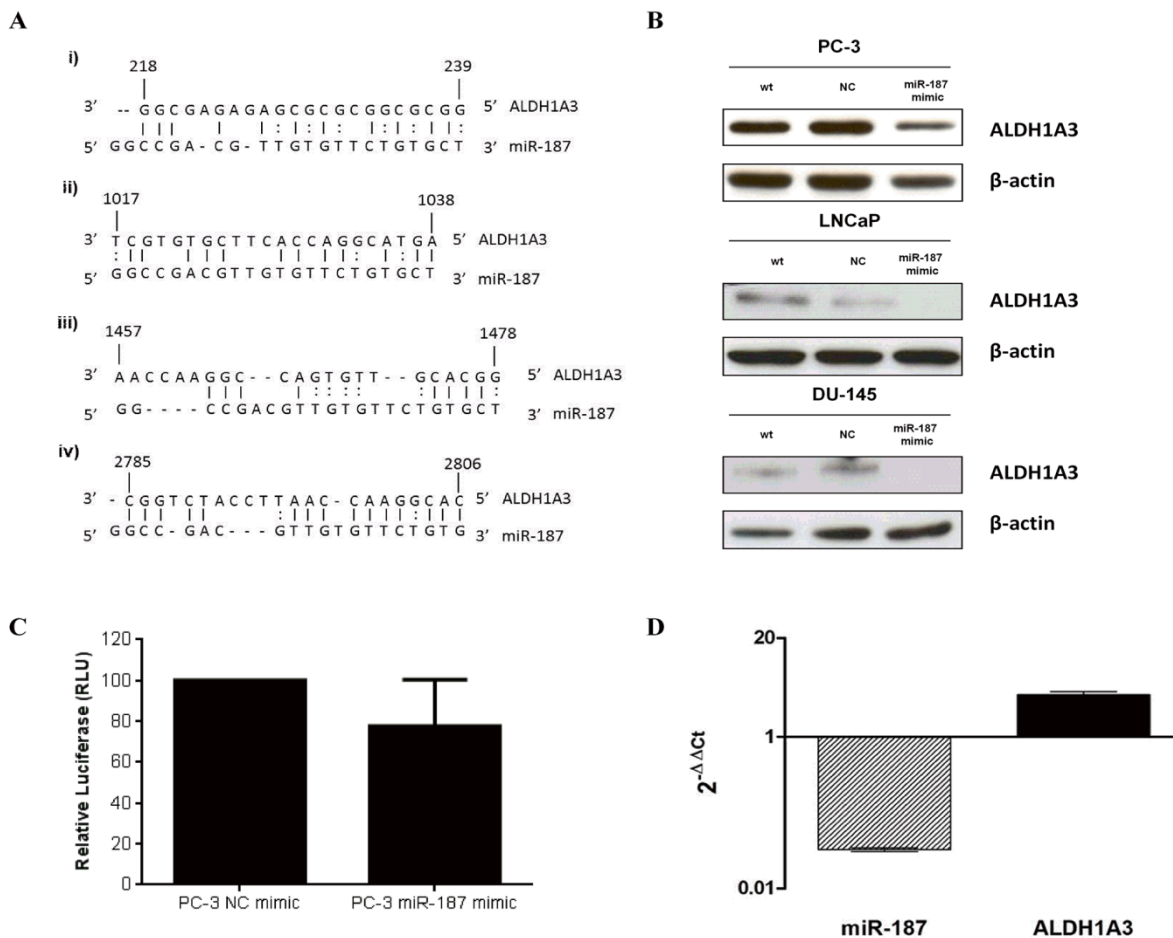 A
i)
218 239
3' --GGCGAGAGAGCGCGCGGCGCGG 5' ALDH1A3
5' GGCCGA-CG-TTGTGTTCTGTGCT 3' miR-187
ii)
1017 1038
3' TCGTGTGCTTCACCAGGCATGA 5' ALDH1A3
5' GGCCGACGTTGTGTTCTGTGCT 3' miR-187
iii)
1457 1478
3' AACCAAGGC--CAGTGTT--GCACGG 5' ALDH1A3
5' GG----CCGACGTTGTGTTCTGTGCT 3' miR-187
iv)
2785 2806
3' -CGGTCTACCTTAAC-CAAGGCAC 5' ALDH1A3
5' GGCC-GAC---GTTGTGTTCTGTG 3' miR-187
B
PC-3
wt NC miR-187 mimic
ALDH1A3
β-actin
LNCaP
wt NC miR-187 mimic
ALDH1A3
β-actin
DU-145
wt NC miR-187 mimic
ALDH1A3
β-actin
C
Relative Luciferase (RLU)
120
100
80
60
40
20
0
PC-3 NC mimic PC-3 miR-187 mimic
D
2^-ΔΔCt
20
1
0.01
miR-187 ALDH1A3